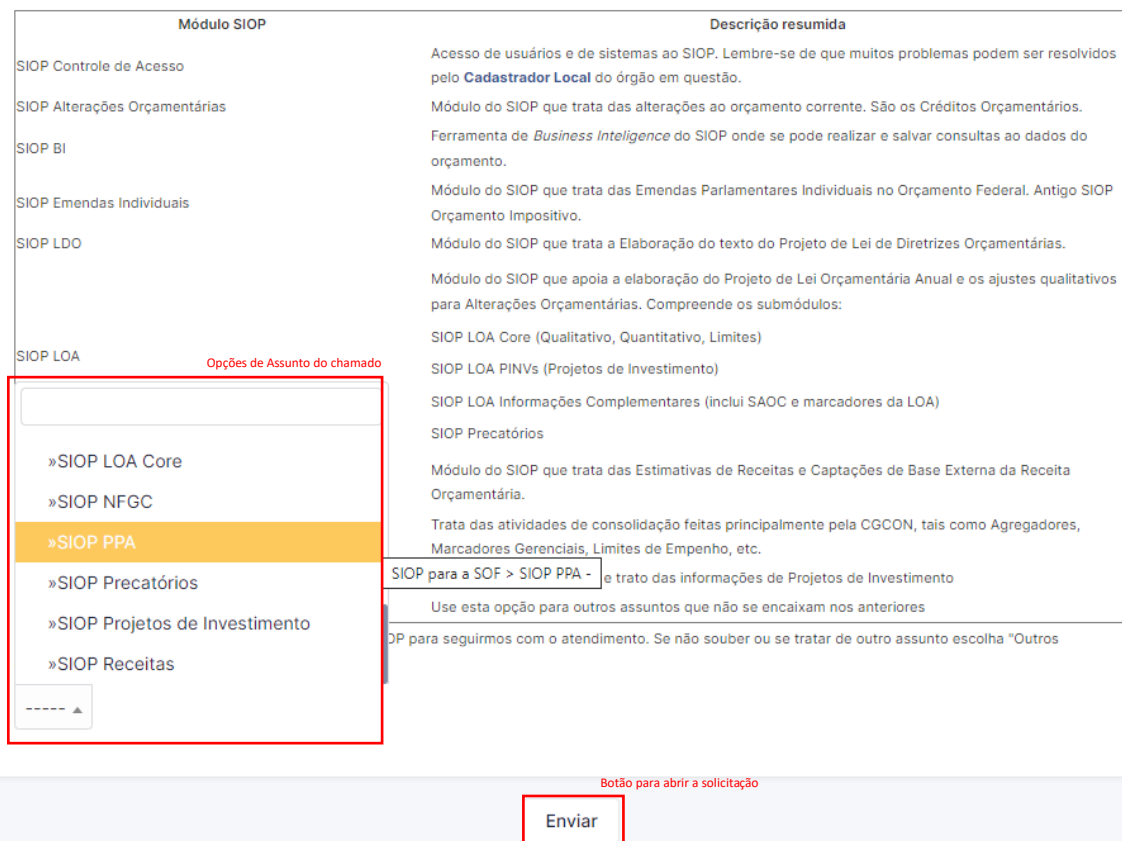 Módulo SIOP
Descrição resumida
SIOP Controle de Acesso
Acesso de usuários e de sistemas ao SIOP. Lembre-se de que muitos problemas podem ser resolvidos
pelo Cadastrador Local do órgão em questão.
SIOP Alterações Orçamentárias
Módulo do SIOP que trata das alterações ao orçamento corrente. São os Créditos Orçamentários.
SIOP BI
Ferramenta de Business Inteligence do SIOP onde se pode realizar e salvar consultas ao dados do
orçamento.
SIOP Emendas Individuais
Módulo do SIOP que trata das Emendas Parlamentares Individuais no Orçamento Federal. Antigo SIOP
Orçamento Impositivo.
SIOP LDO
Módulo do SIOP que trata a Elaboração do texto do Projeto de Lei de Diretrizes Orçamentárias.
SIOP LOA
Módulo do SIOP que apoia a elaboração do Projeto de Lei Orçamentária Anual e os ajustes qualitativos
para Alterações Orçamentárias. Compreende os submódulos:
SIOP LOA Core (Qualitativo, Quantitativo, Limites)
SIOP LOA PINVs (Projetos de Investimento)
SIOP LOA Informações Complementares (inclui SAOC e marcadores da LOA)
SIOP Precatórios
Módulo do SIOP que trata das Estimativas de Receitas e Captações de Base Externa da Receita
Orçamentária.
Trata das atividades de consolidação feitas principalmente pela CGCON, tais como Agregadores,
Marcadores Gerenciais, Limites de Empenho, etc.
e trato das informações de Projetos de Investimento
Use esta opção para outros assuntos que não se encaixam nos anteriores
OP para seguirmos com o atendimento. Se não souber ou se tratar de outro assunto escolha "Outros
Opções de Assunto do chamado
»SIOP LOA Core
»SIOP NFGC
»SIOP PPA
SIOP para a SOF > SIOP PPA -
»SIOP Precatórios
»SIOP Projetos de Investimento
»SIOP Receitas
-----
Botão para abrir a solicitação
Enviar